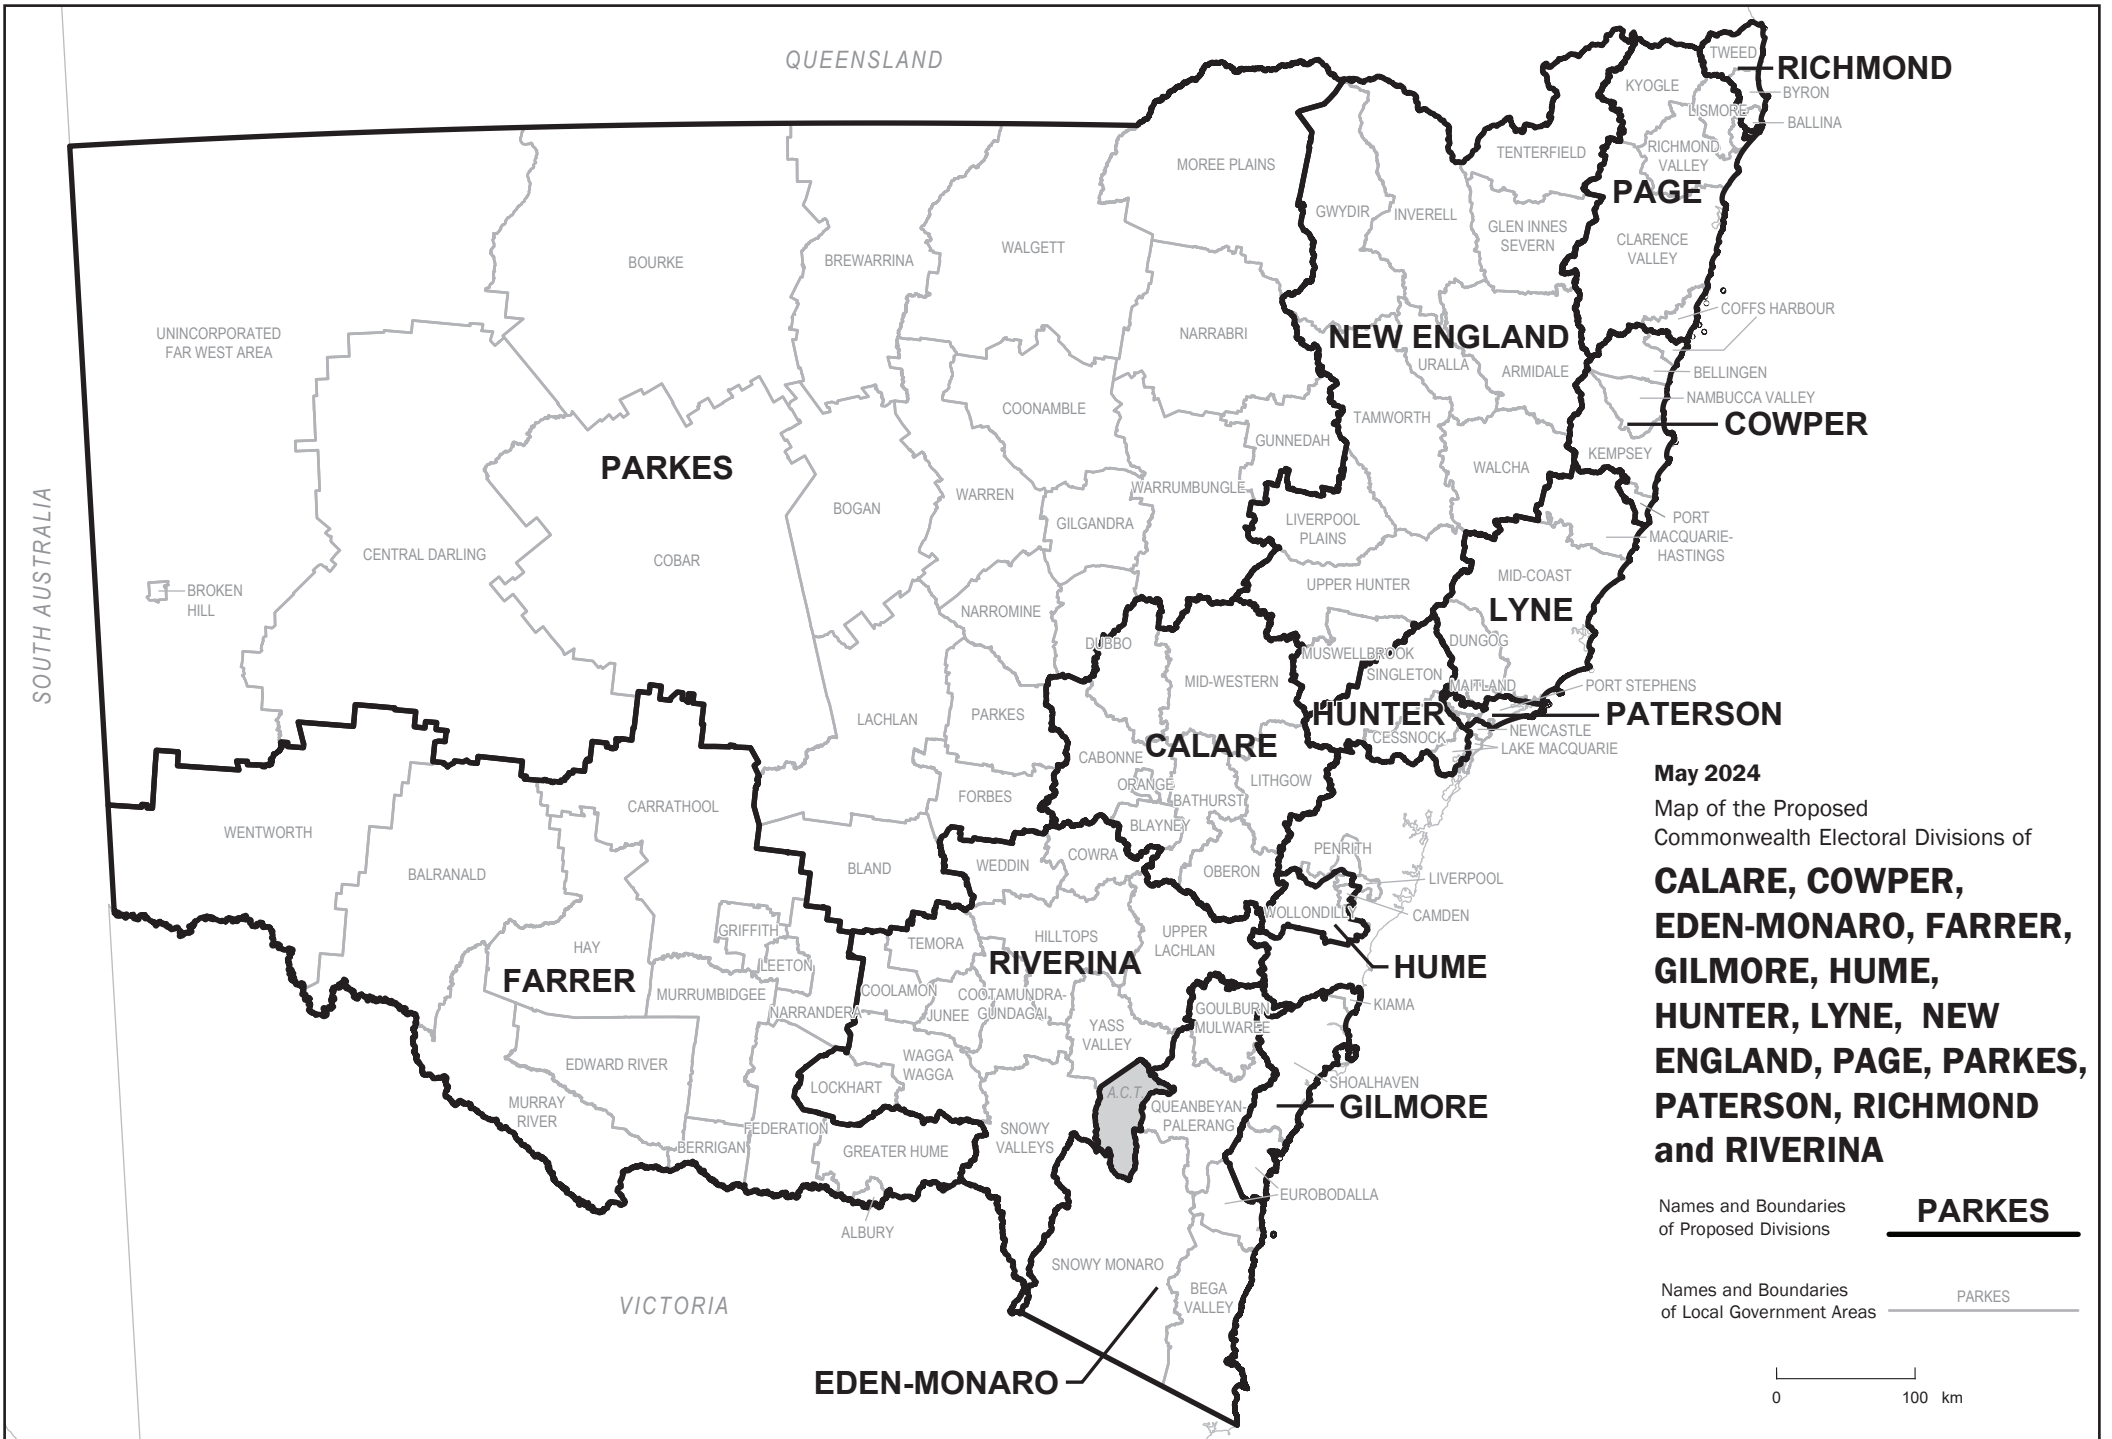 QUEENSLAND
TWEED
RICHMOND
KYOGLE
BYRON
LISMORE
BALLINA
MOREE PLAINS
TENTERFIELD
RICHMOND
VALLEY
PAGE
GWYDIR
INVERELL
GLEN INNES
SEVERN
CLARENCE
VALLEY
BOURKE
BREWARRINA
WALGETT
COFFS HARBOUR
UNINCORPORATED
FAR WEST AREA
NARRABRI
NEW ENGLAND
URALLA
ARMIDALE
BELLINGEN
NAMBUCCA VALLEY
COONAMBLE
TAMWORTH
COWPER
GUNNEDAH
KEMPSEY
PARKES
WALCHA
WARREN
WARRUMBUNGLE
BOGAN
GILGANDRA
LIVERPOOL
PLAINS
PORT
MACQUARIE-
HASTINGS
SOUTH AUSTRALIA
CENTRAL DARLING
COBAR
MID-COAST
UPPER HUNTER
BROKEN
HILL
NARROMINE
LYNE
DUBBO
DUNGOG
MUSWELLBROOK
SINGLETON
MID-WESTERN
MAITLAND
PORT STEPHENS
LACHLAN
PARKES
HUNTER
PATERSON
CESSNOCK
NEWCASTLE
LAKE MACQUARIE
CALARE
CABONNE
ORANGE
LITHGOW
BATHURST
FORBES
CARRATHOOL
WENTWORTH
BLAYNEY
PENRITH
COWRA
WEDDIN
BLAND
OBERON
BALRANALD
LIVERPOOL
WOLLONDILLY
CAMDEN
GRIFFITH
HAY
TEMORA
HILLTOPS
UPPER
LACHLAN
LEETON
RIVERINA
HUME
FARRER
MURRUMBIDGEE
COOLAMON
COOTAMUNDRA-
GUNDAGAI
JUNEE
NARRANDERA
GOULBURN
MULWAREE
KIAMA
YASS
VALLEY
EDWARD RIVER
WAGGA
WAGGA
LOCKHART
A.C.T.
SHOALHAVEN
GILMORE
MURRAY
RIVER
QUEANBEYAN-
PALERANG
FEDERATION
BERRIGAN
GREATER HUME
SNOWY
VALLEYS
EUROBODALLA
ALBURY
SNOWY MONARO
BEGA
VALLEY
VICTORIA
EDEN-MONARO
May 2024
Map of the Proposed
Commonwealth Electoral Divisions of
CALARE, COWPER,
EDEN-MONARO, FARRER,
GILMORE, HUME,
HUNTER, LYNE, NEW
ENGLAND, PAGE, PARKES,
PATERSON, RICHMOND
and RIVERINA
Names and Boundaries
of Proposed Divisions
PARKES
Names and Boundaries
of Local Government Areas
PARKES
0 100 km